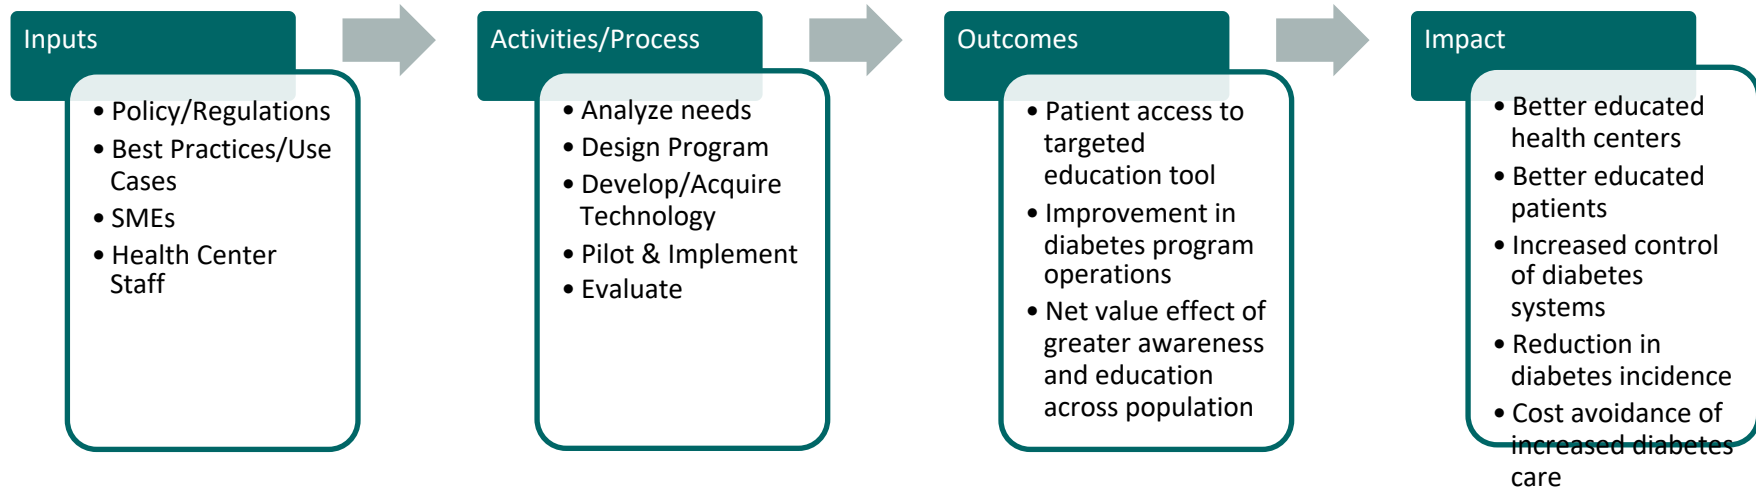 Inputs
• Policy/Regulations
• Best Practices/Use
Cases
• SMEs
• Health Center
Staff
Activities/Process
• Analyze needs
• Design Program
• Develop/Acquire
Technology
• Pilot & Implement
• Evaluate
Outcomes
• Patient access to
targeted
education tool
• Improvement in
diabetes program
operations
• Net value effect of
greater awareness
and education
across population
Impact
• Better educated
health centers
• Better educated
patients
• Increased control
of diabetes
systems
• Reduction in
diabetes incidence
• Cost avoidance of
increased diabetes
care